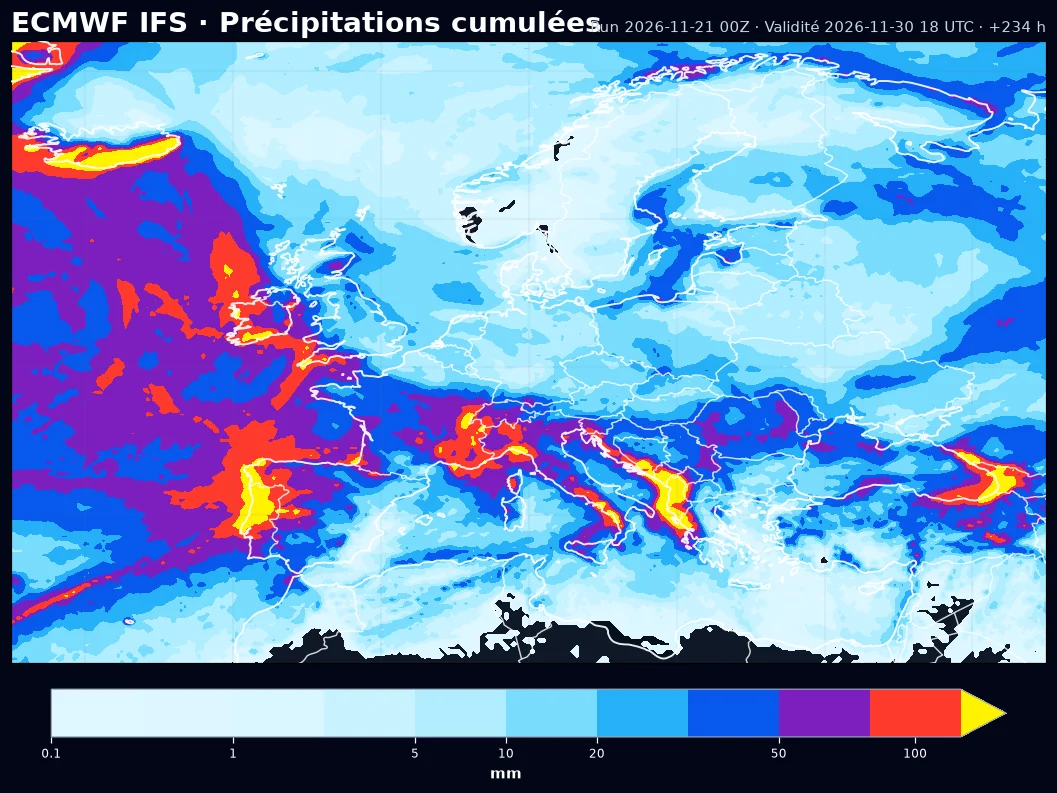 ECMWF IFS · Précipitations cumulées
Run 2026-11-21 00Z · Validité 2026-11-30 18 UTC · +234 h
0.1 1 5 10 20 50 100
mm